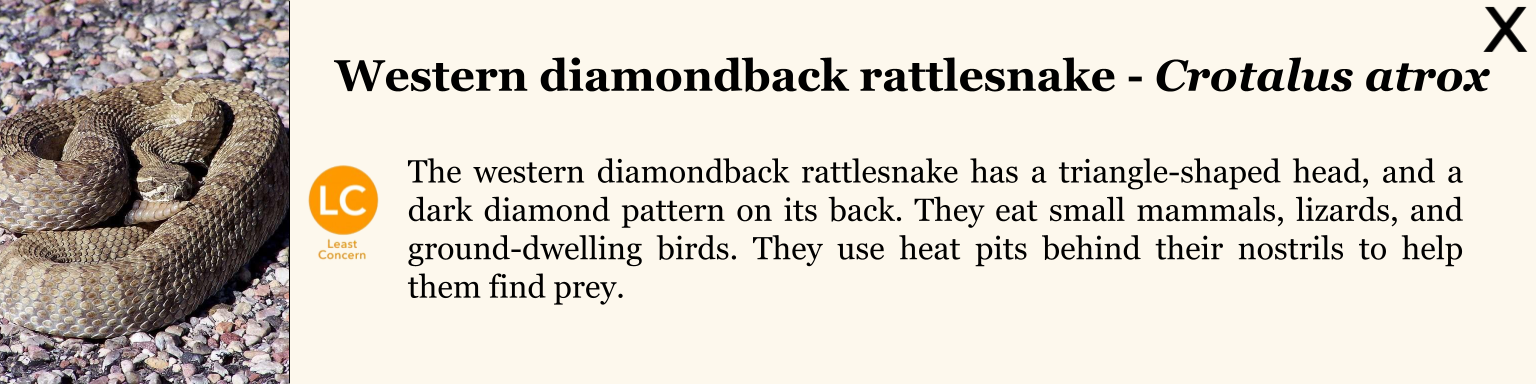 X
Western diamondback rattlesnake - Crotalus atrox
The western diamondback rattlesnake has a triangle-shaped head, and a
dark diamond pattern on its back. They eat small mammals, lizards, and
ground-dwelling birds. They use heat pits behind their nostrils to help
them find prey.
LC
Least
Concern